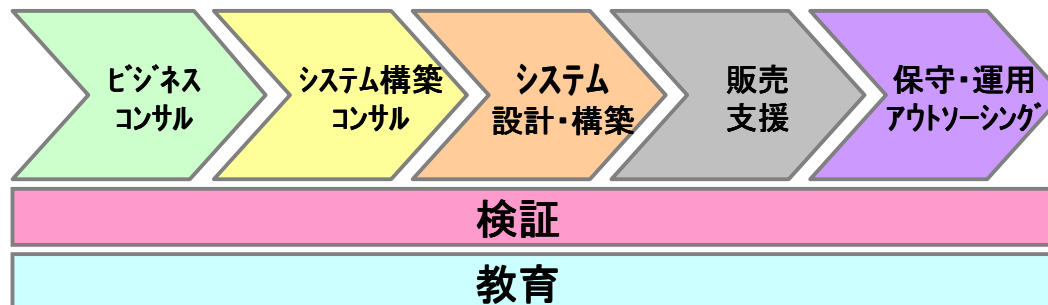 ビジネス
コンサル
システム構築
コンサル
システム
設計・構築
販売
支援
保守・運用
アウトソーシング
検証
教育